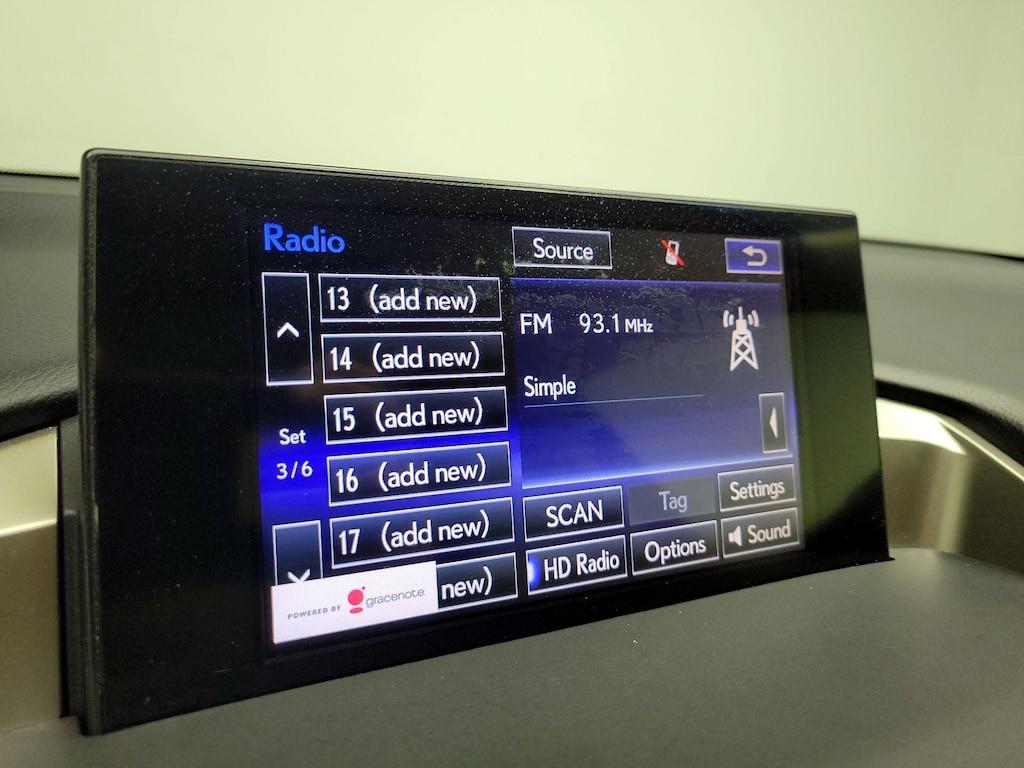 Radio
Source
13 (add new)
14 (add new)
15 (add new)
16 (add new)
17 (add new)
new)
Set
3/6
FM 93.1 MHz
Simple
SCAN
Tag
Settings
HD Radio
Options
Sound
POWERED BY gracenote.